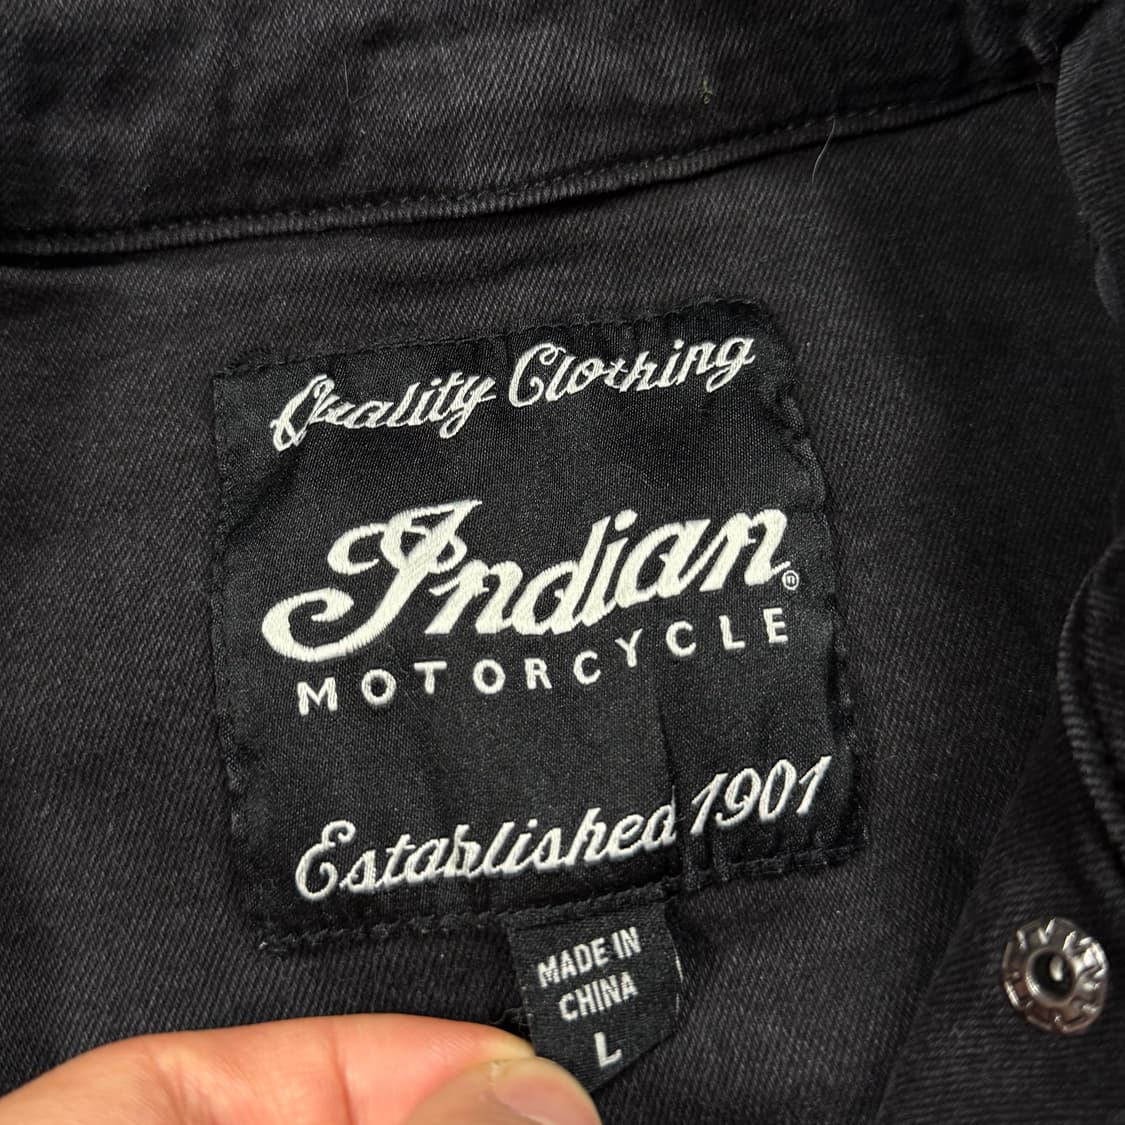 Quality Clothing
Indian®
MOTORCYCLE
Established 1901
MADE IN
CHINA
L